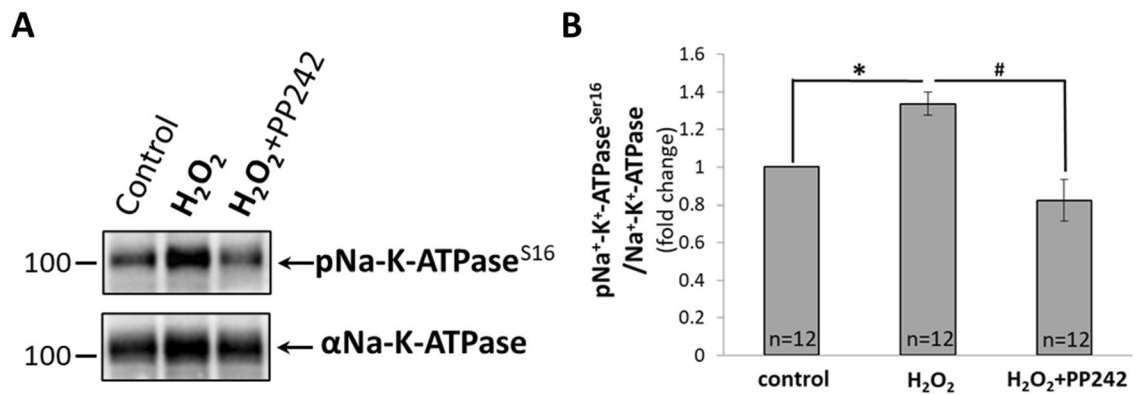 A
Control
H₂O₂
H₂O₂+PP242
100
pNa-K-ATPaseS16
100
αNa-K-ATPase
B
pNa⁺-K⁺-ATPaseSer16
/Na⁺-K⁺-ATPase
(fold change)
1.6
1.4
1.2
1
0.8
0.6
0.4
0.2
0
*
#
n=12
n=12
n=12
control
H₂O₂
H₂O₂+PP242